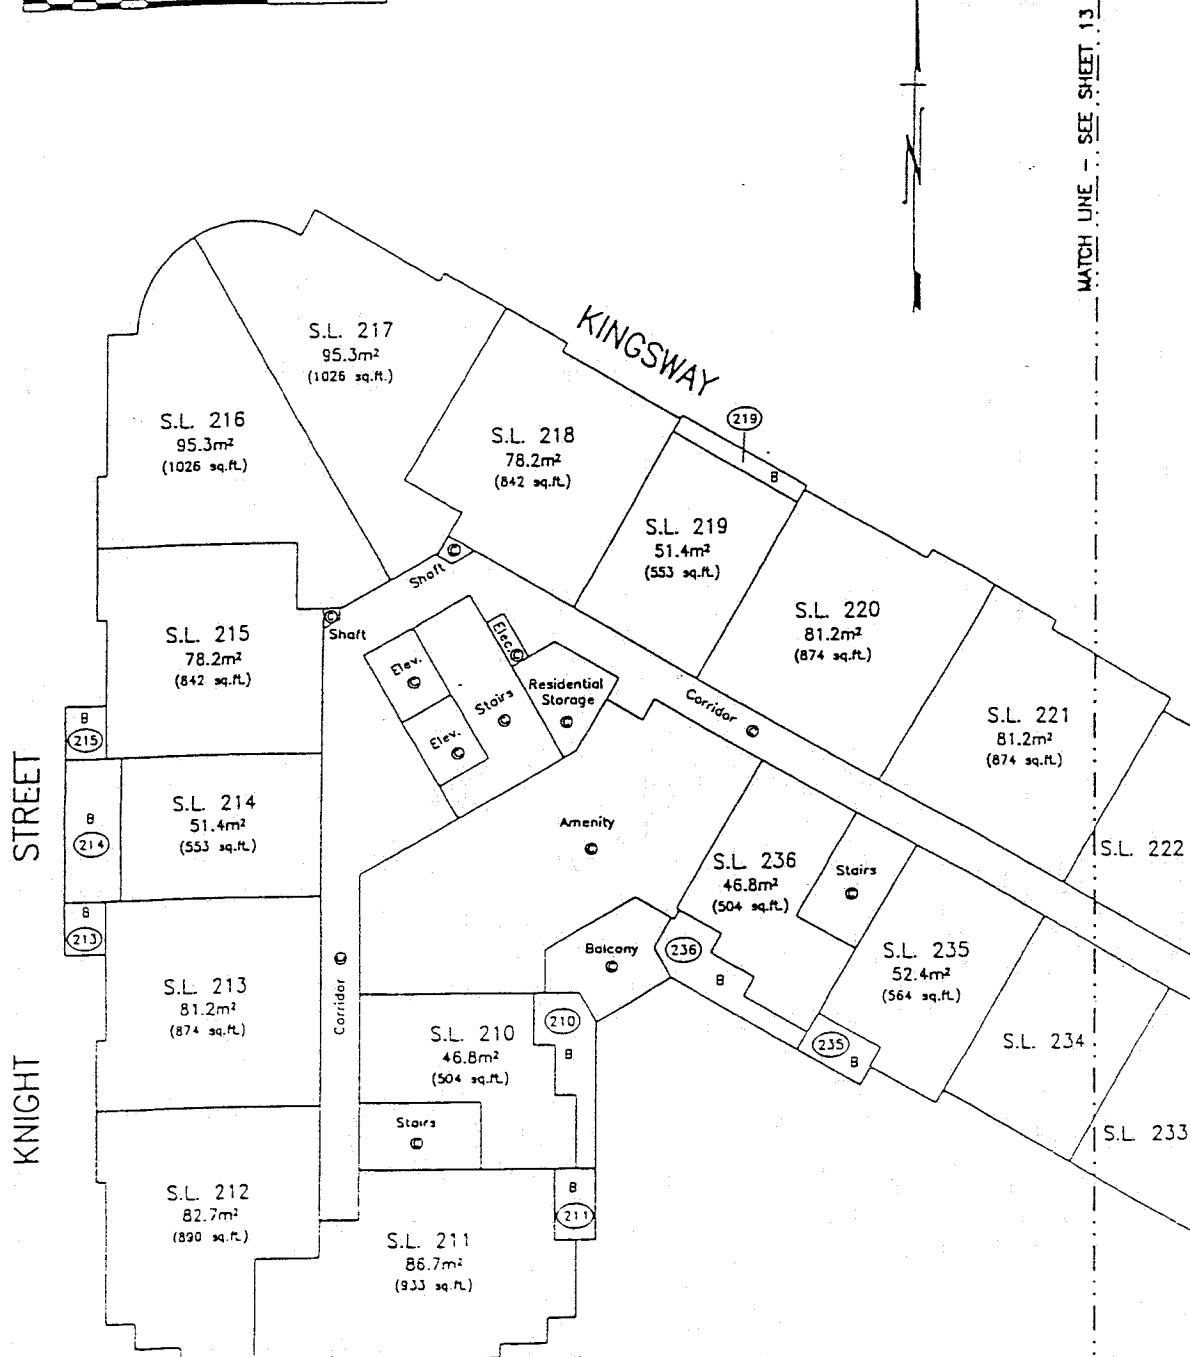 MATCH LINE - SEE SHEET 13
N
KINGSWAY
S.L. 217
95.3m²
(1026 sq.ft.)
S.L. 216
95.3m²
(1026 sq.ft.)
S.L. 218
78.2m²
(842 sq.ft.)
219
B
S.L. 219
51.4m²
(553 sq.ft.)
Shaft
C
S.L. 220
81.2m²
(874 sq.ft.)
S.L. 215
78.2m²
(842 sq.ft.)
C
Shaft
Elec.
C
Elev.
C
Stairs
C
Elev.
C
Residential
Storage
C
Corridor
C
S.L. 221
81.2m²
(874 sq.ft.)
B
215
STREET
S.L. 214
51.4m²
(553 sq.ft.)
B
214
Amenity
C
S.L. 222
S.L. 236
46.8m²
(504 sq.ft.)
Stairs
C
B
213
S.L. 213
81.2m²
(874 sq.ft.)
Corridor
C
Balcony
C
236
B
S.L. 235
52.4m²
(564 sq.ft.)
S.L. 210
46.8m²
(504 sq.ft.)
210
B
235
B
S.L. 234
KNIGHT
Stairs
C
S.L. 233
S.L. 212
82.7m²
(890 sq.ft.)
B
211
S.L. 211
86.7m²
(933 sq.ft.)